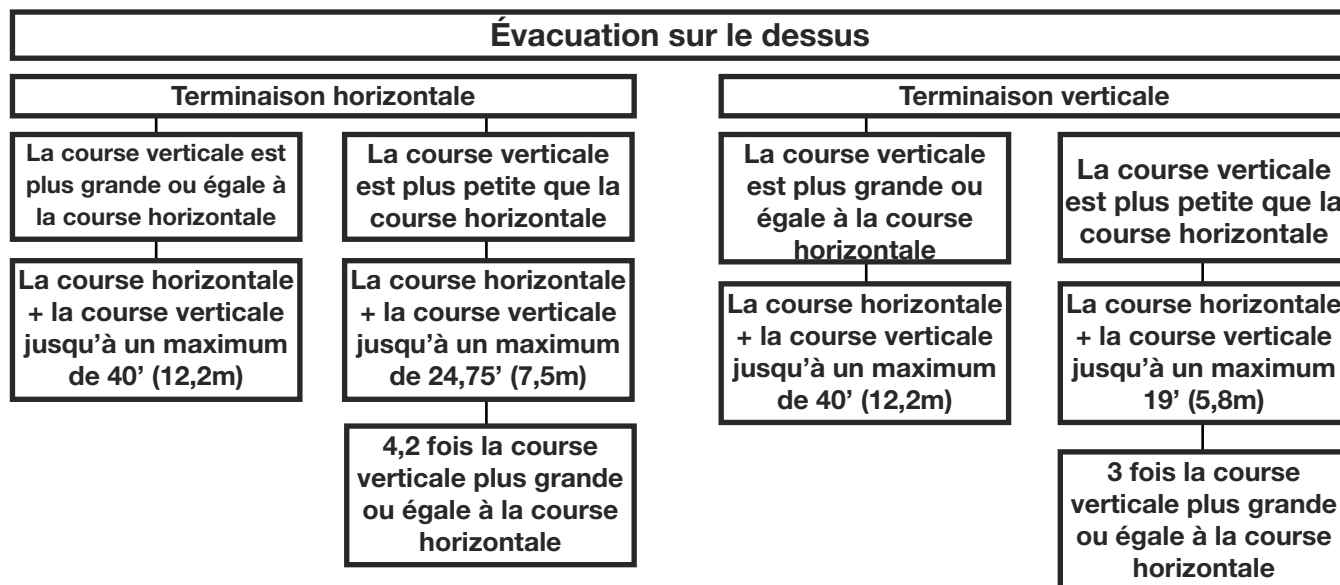 Évacuation sur le dessus
Terminaison horizontale
La course verticale est
plus grande ou égale à
la course horizontale
La course horizontale
+ la course verticale
jusqu’à un maximum
de 40’ (12,2m)
La course verticale
est plus petite que la
course horizontale
La course horizontale
+ la course verticale
jusqu’à un maximum
de 24,75’ (7,5m)
4,2 fois la course
verticale plus grande
ou égale à la course
horizontale
Terminaison verticale
La course verticale
est plus grande ou
égale à la course
horizontale
La course horizontale
+ la course verticale
jusqu’à un maximum
de 40’ (12,2m)
La course verticale
est plus petite que la
course horizontale
La course horizontale
+ la course verticale
jusqu’à un maximum
19’ (5,8m)
3 fois la course
verticale plus grande
ou égale à la course
horizontale